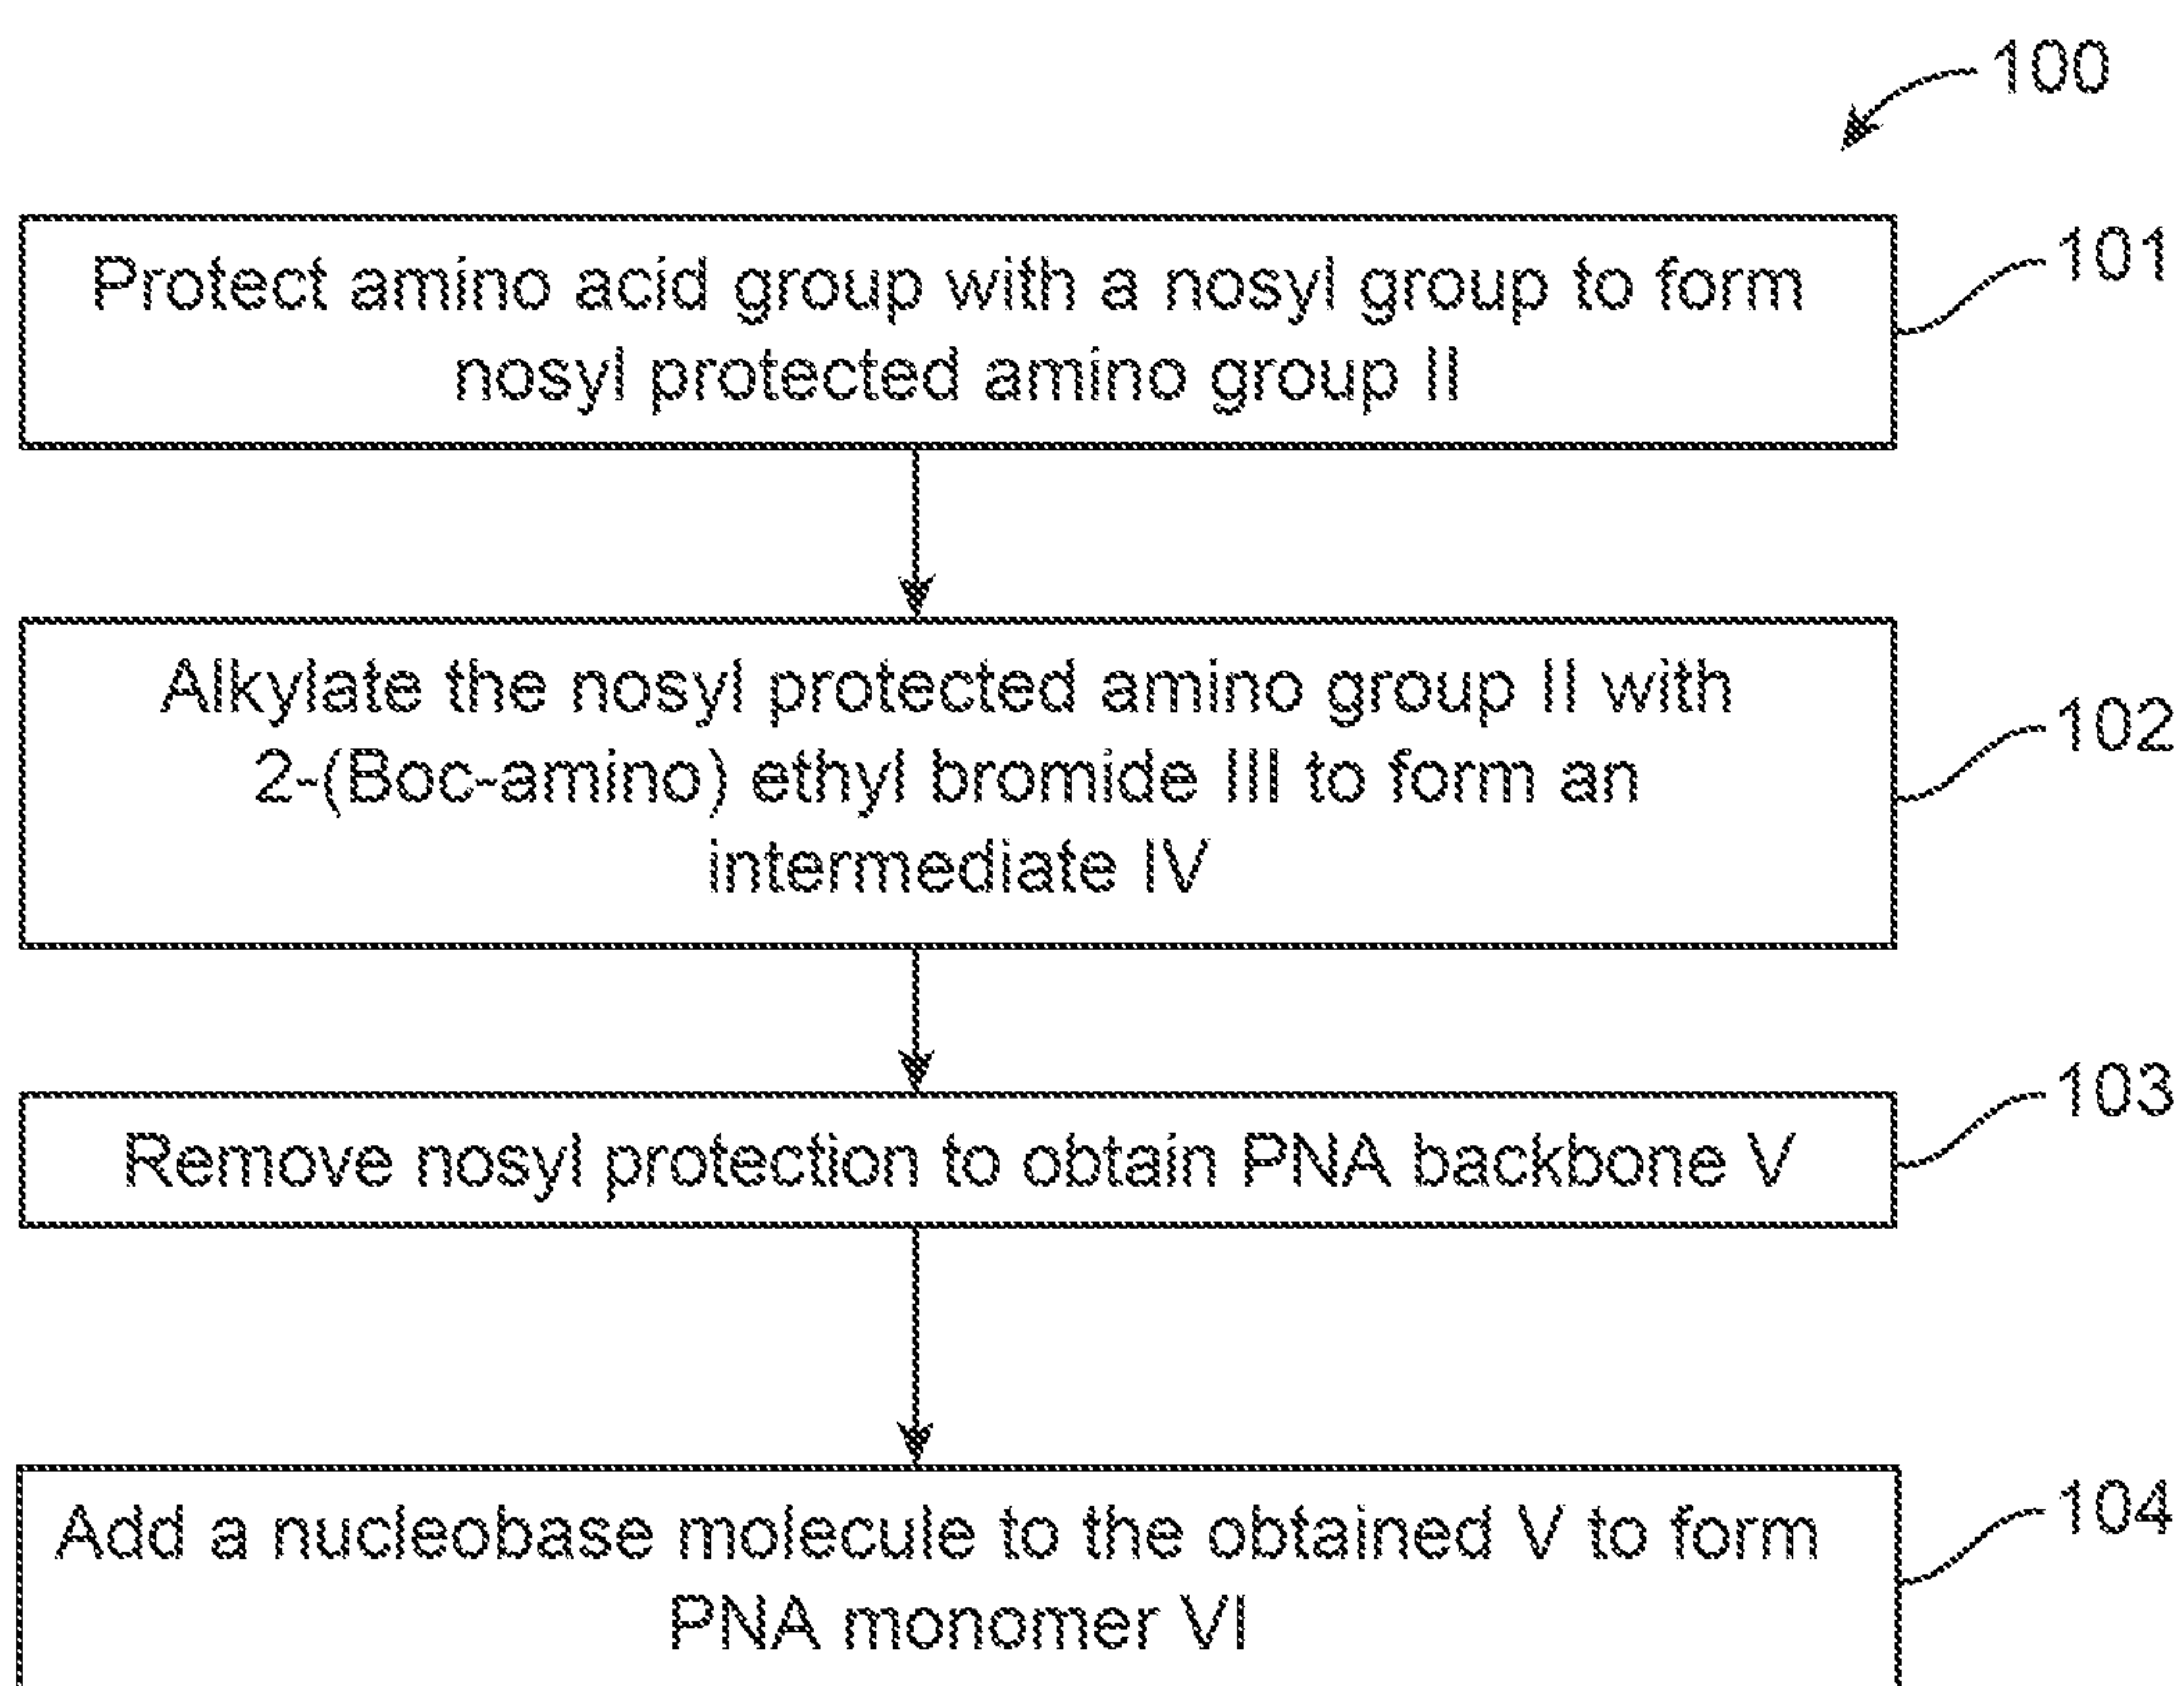 100
Protect amino acid group with a nosyl group to form
nosyl protected amino group II
101
Alkylate the nosyl protected amino group II with
2-(Boc-amino) ethyl bromide III to form an
intermediate IV
102
Remove nosyl protection to obtain PNA backbone V
103
Add a nucleobase molecule to the obtained V to form
PNA monomer VI
104